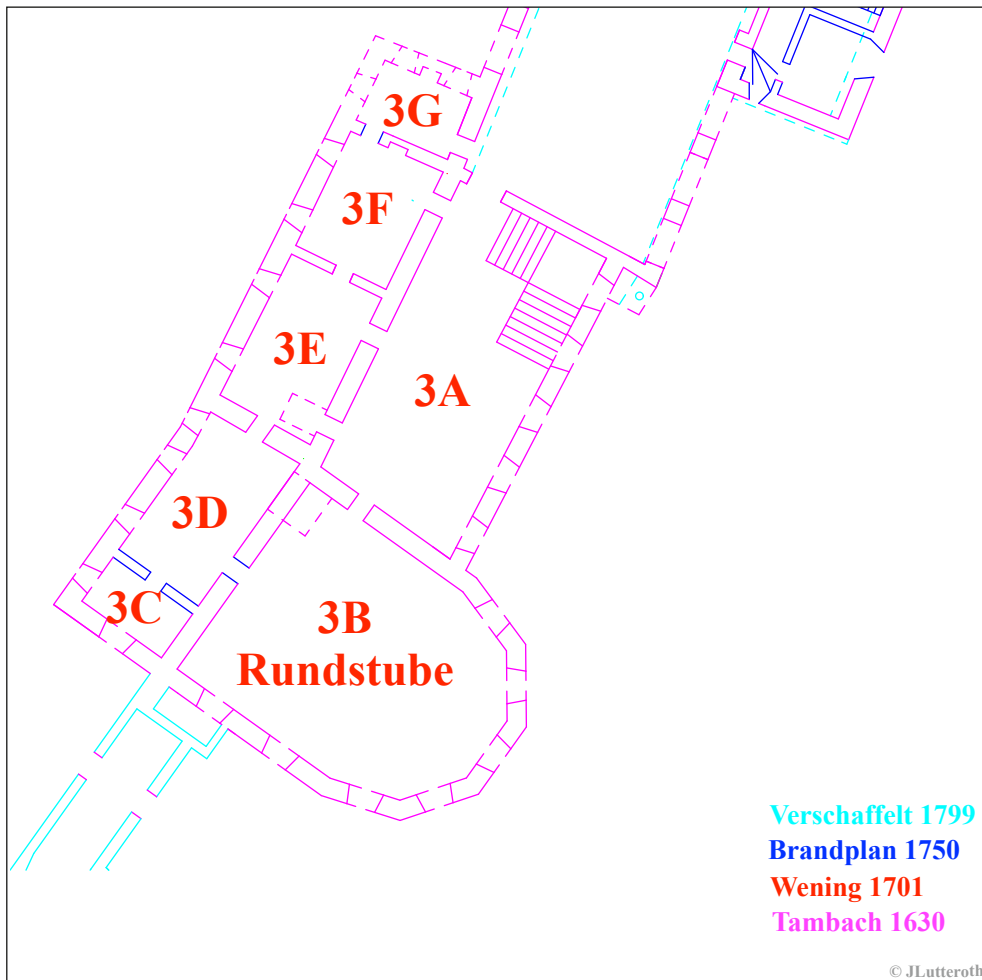 3G
3F
3E
3A
3D
3C
3B
Rundstube
Verschaffelt 1799
Brandplan 1750
Wening 1701
Tambach 1630
© JLutteroth